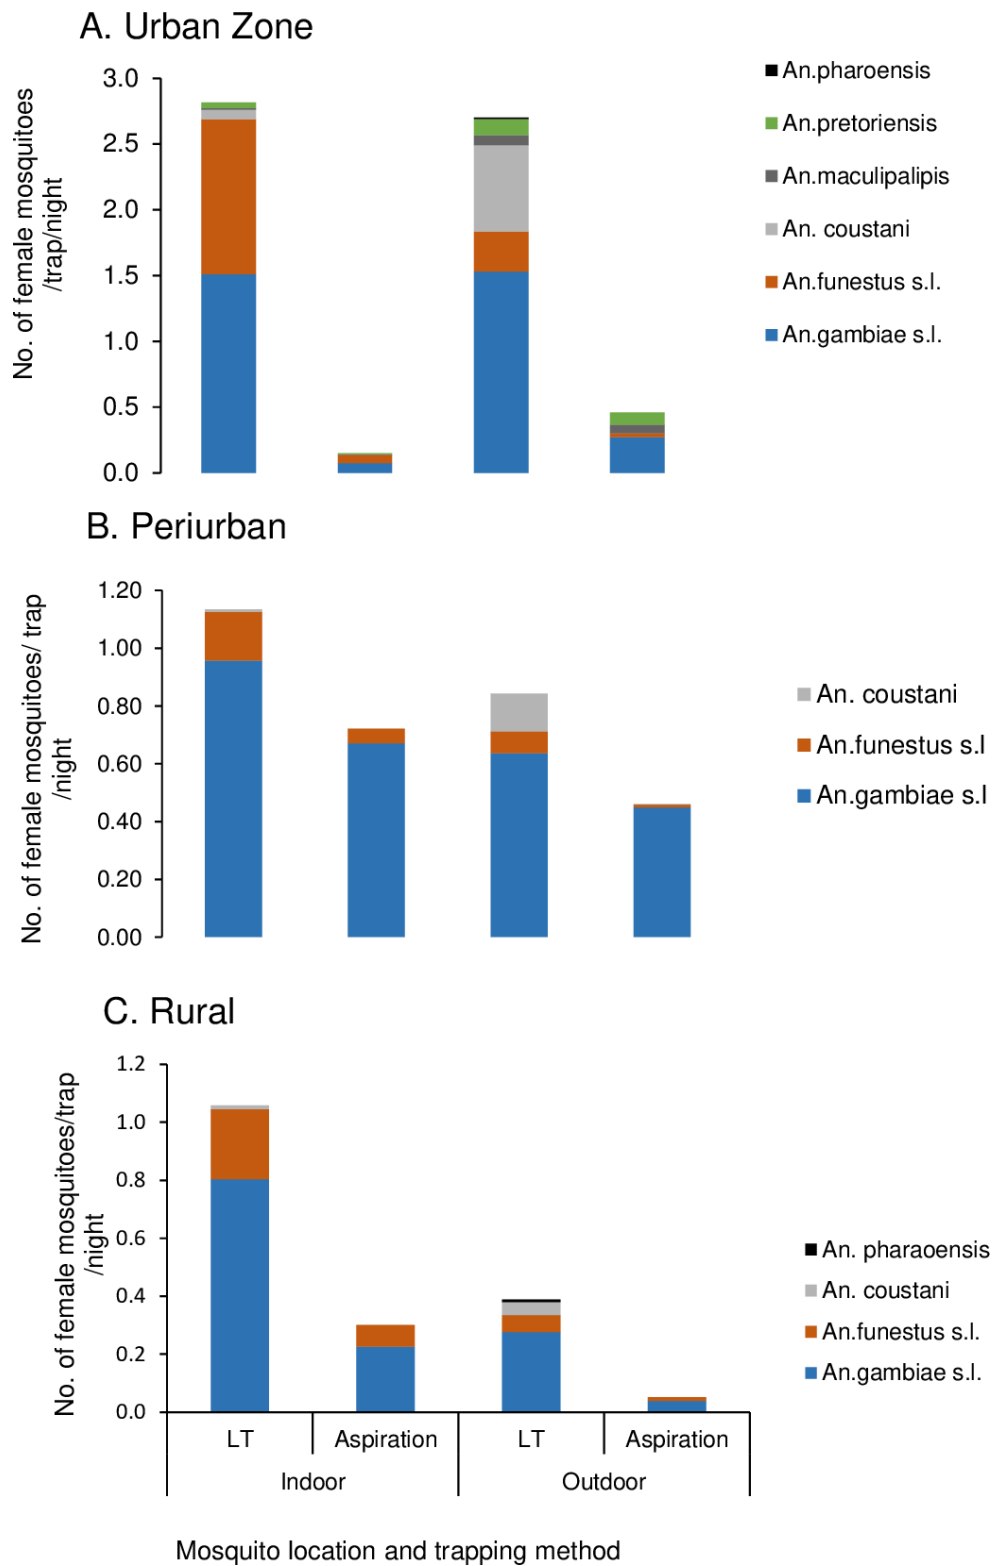 A. Urban Zone
No. of female mosquitoes
/trap/night
3.0
2.5
2.0
1.5
1.0
0.5
0.0
An.pharoensis
An.pretoriensis
An.maculipalipis
An. coustani
An.funestus s.l.
An.gambiae s.l.
B. Periurban
No. of female mosquitoes/ trap
/night
1.20
1.00
0.80
0.60
0.40
0.20
0.00
An. coustani
An.funestus s.l
An.gambiae s.l
C. Rural
No. of female mosquitoes/trap
/night
1.2
1.0
0.8
0.6
0.4
0.2
0.0
An. pharaoensis
An. coustani
An.funestus s.l.
An.gambiae s.l.
LT Aspiration LT Aspiration
Indoor Outdoor
Mosquito location and trapping method